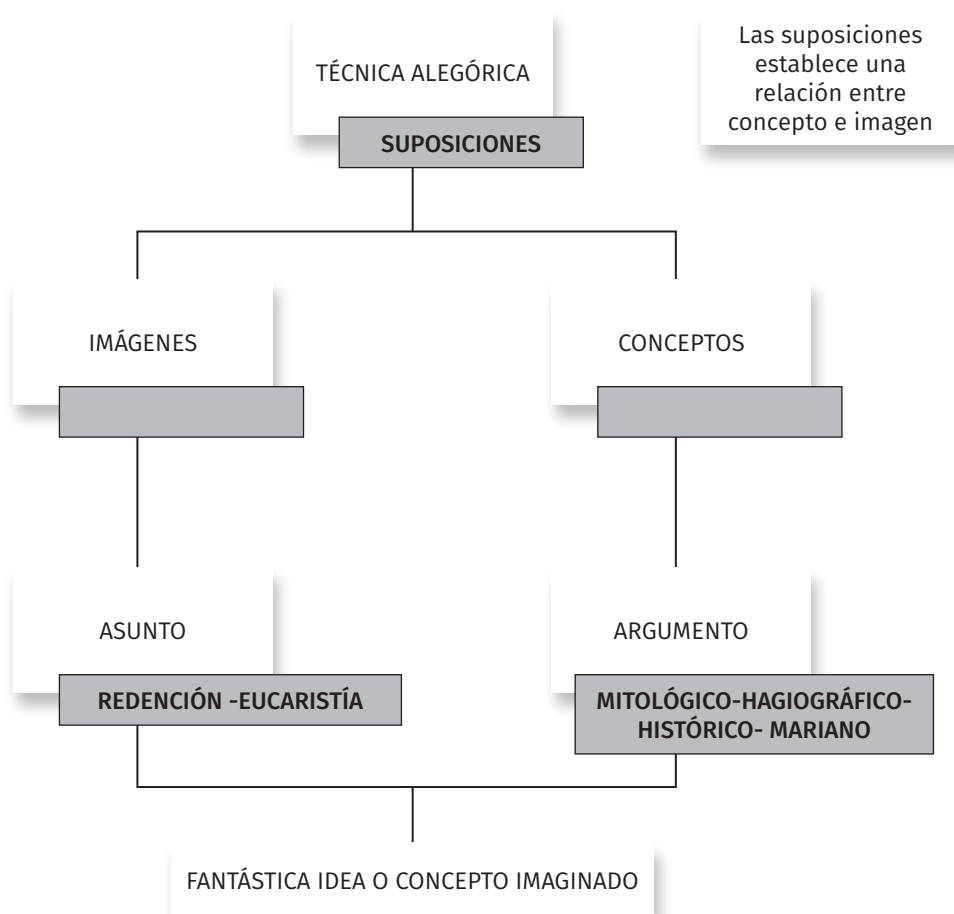 TÉCNICA ALEGÓRICA
SUPOSICIONES
Las suposiciones
establece una
relación entre
concepto e imagen
IMÁGENES
CONCEPTOS
ASUNTO
REDENCIÓN -EUCARISTÍA
ARGUMENTO
MITOLÓGICO-HAGIOGRÁFICO-
HISTÓRICO- MARIANO
FANTÁSTICA IDEA O CONCEPTO IMAGINADO